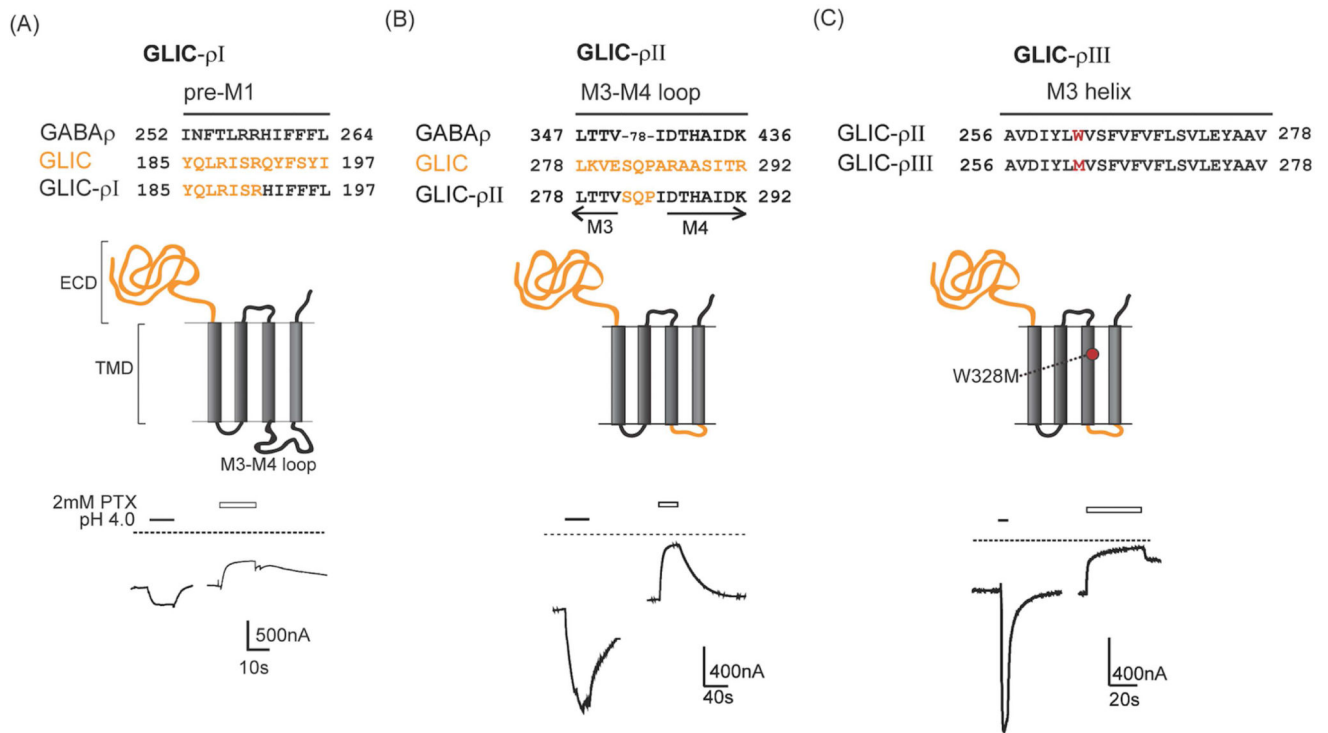 (A)
GLIC-ρI
pre-M1
GABAρ 252 INFTLRRHIFFFL 264
GLIC 185 YQLRISRQYFSYI 197
GLIC-ρI 185 YQLRISRHIFFFL 197
ECD
TMD
M3-M4 loop
2mM PTX
pH 4.0
500nA
10s
(B)
GLIC-ρII
M3-M4 loop
GABAρ 347 LTTV-78-IDTHAIDK 436
GLIC 278 LKVESQPARAASITR 292
GLIC-ρII 278 LTTVSQPIDTHAIDK 292
M3 M4
400nA
40s
(C)
GLIC-ρIII
M3 helix
GLIC-ρII 256 AVDIYLWVSFVFVFLSVLEYAAV 278
GLIC-ρIII 256 AVDIYLMVSFVFVFLSVLEYAAV 278
W328M
400nA
20s